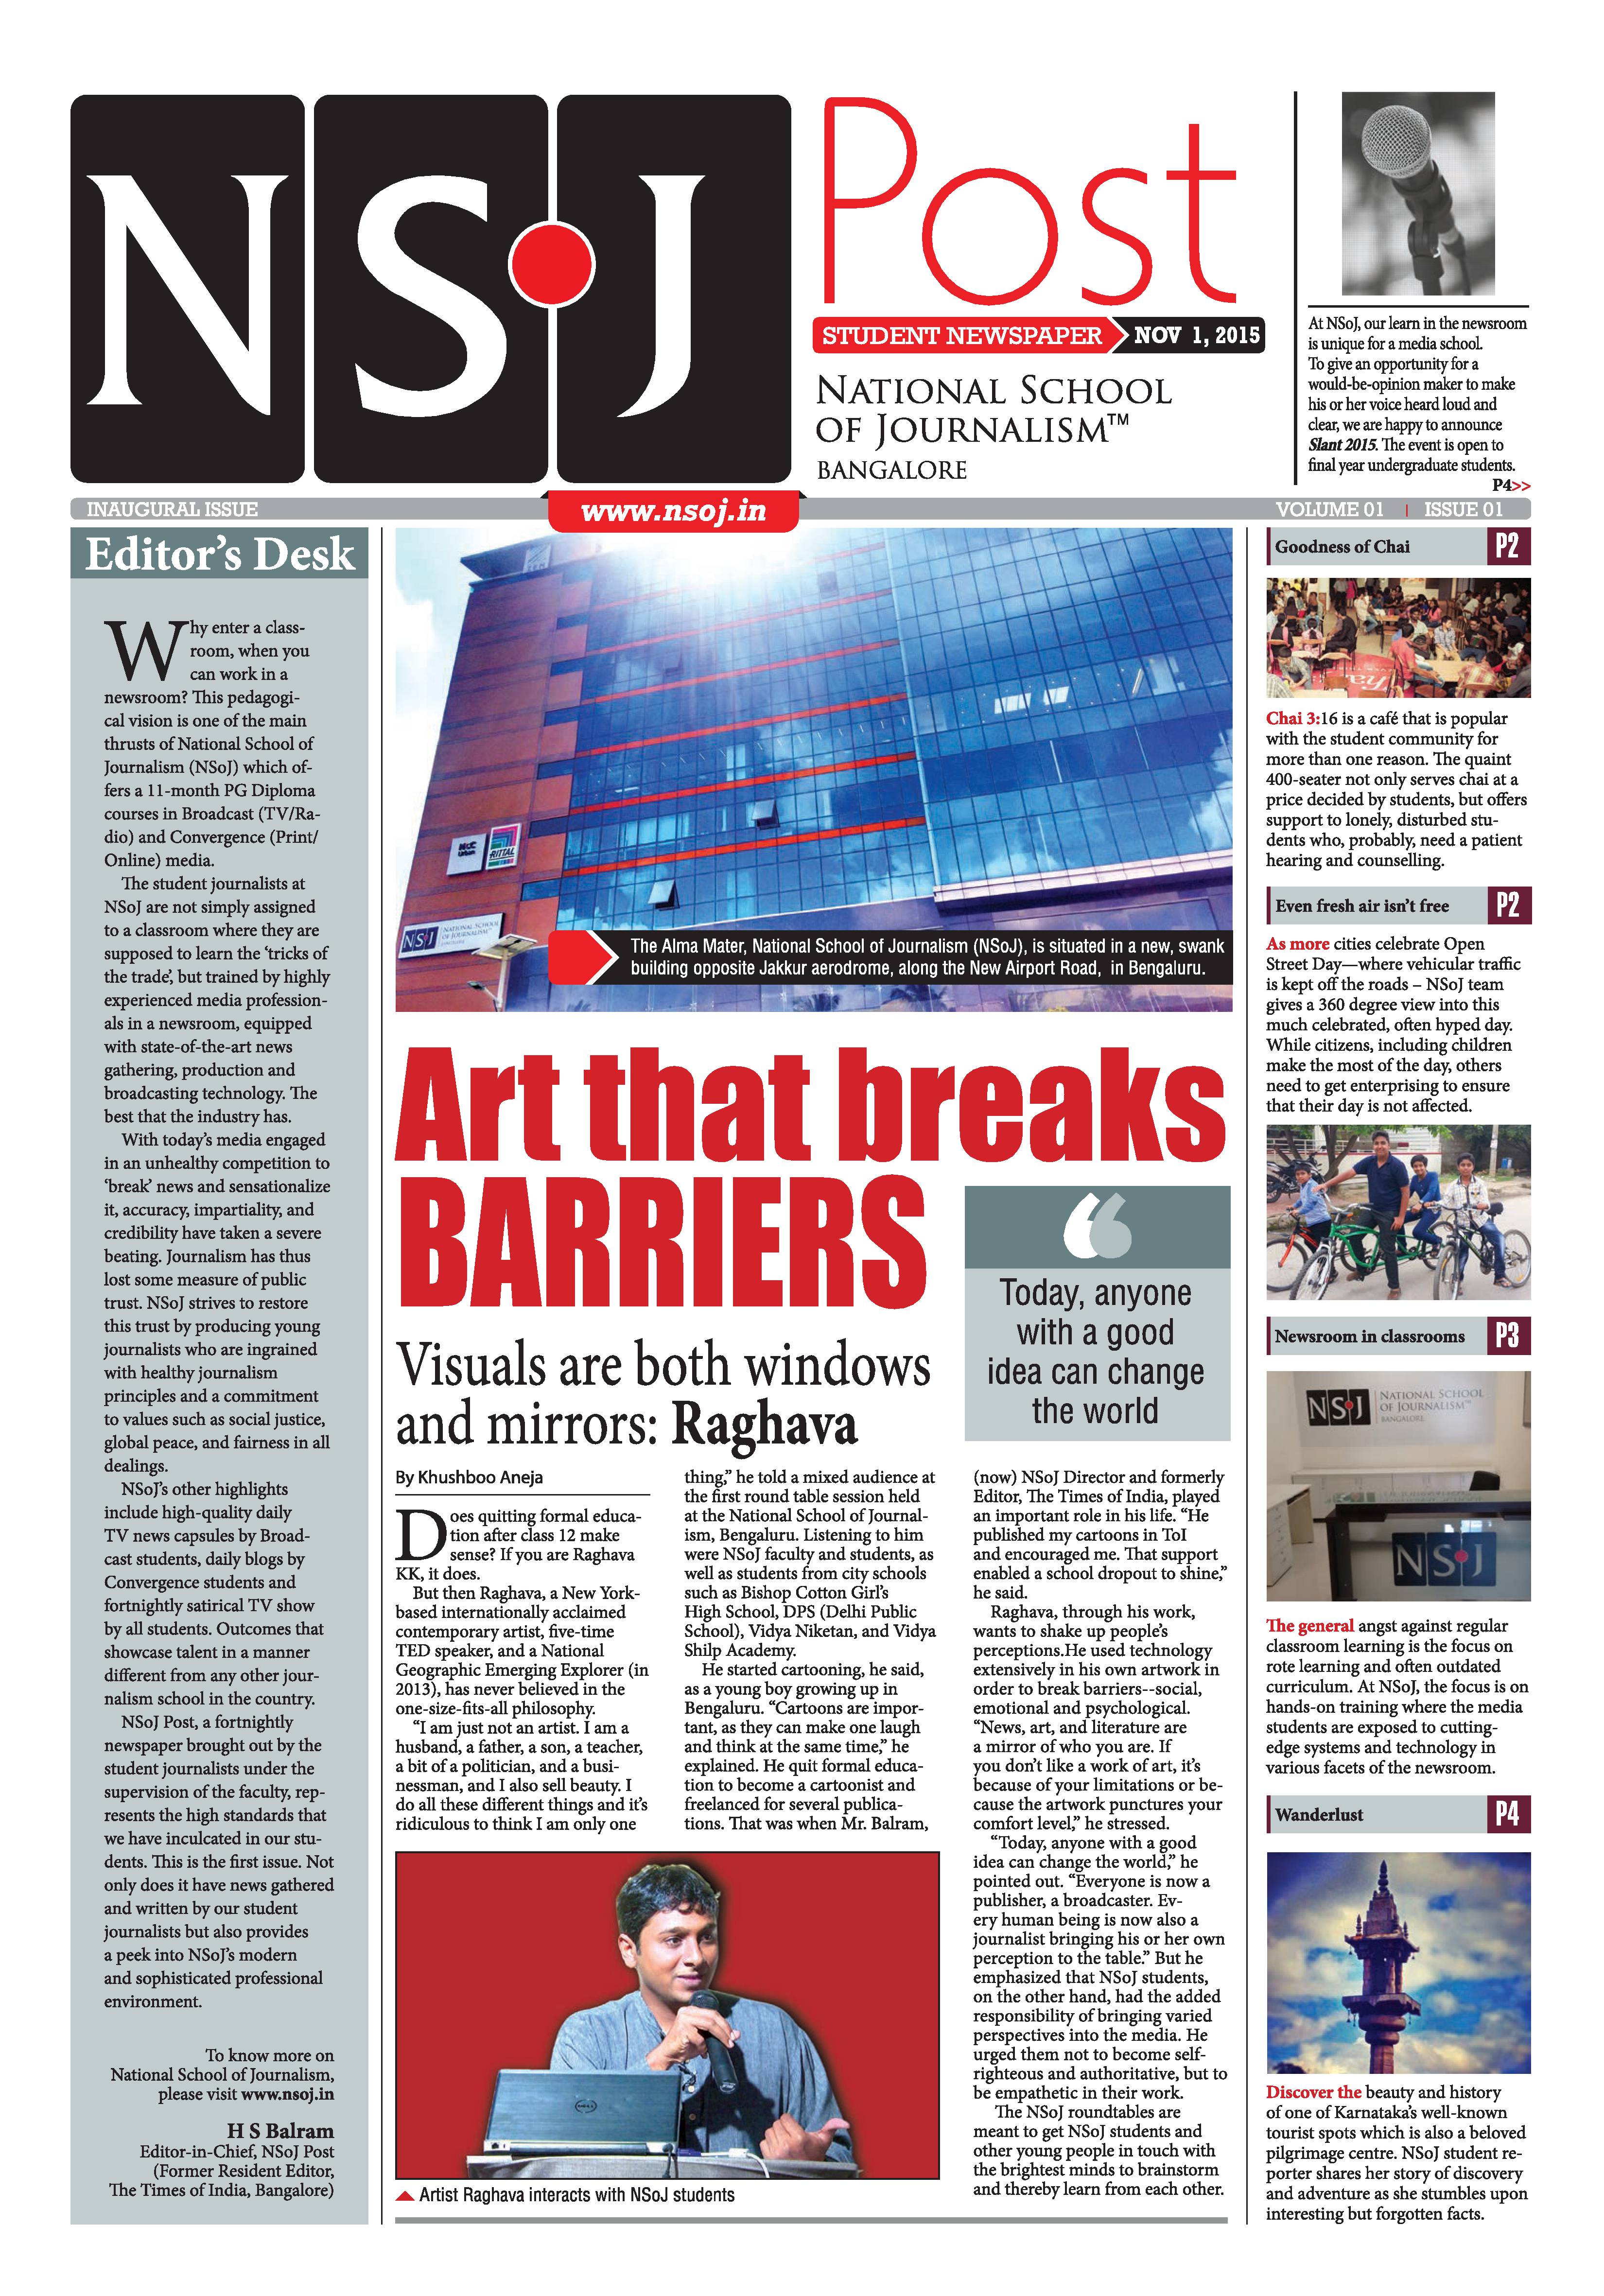 NSJ
Post
STUDENT NEWSPAPER
NOV 1, 2015
NATIONAL SCHOOL
OF JOURNALISM™
BANGALORE
At NSoJ, our learn in the newsroom
is unique for a media school.
To give an opportunity for a
would-be-opinion maker to make
his or her voice heard loud and
clear, we are happy to announce
Slant 2015. The event is open to
final year undergraduate students.
P4>>
INAUGURAL ISSUE
www.nsoj.in
VOLUME 01 | ISSUE 01
Editor's Desk
Why enter a class-
room, when you
can work in a
newsroom? This pedagogi-
cal vision is one of the main
thrusts of National School of
Journalism (NSoJ) which of-
fers a 11-month PG Diploma
courses in Broadcast (TV/Ra-
dio) and Convergence (Print/
Online) media.
The student journalists at
NSoJ are not simply assigned
to a classroom where they are
supposed to learn the 'tricks of
the trade', but trained by highly
experienced media profession-
als in a newsroom, equipped
with state-of-the-art news
gathering, production and
broadcasting technology. The
best that the industry has.
With today's media engaged
in an unhealthy competition to
'break' news and sensationalize
it, accuracy, impartiality, and
credibility have taken a severe
beating. Journalism has thus
lost some measure of public
trust. NSoJ strives to restore
this trust by producing young
journalists who are ingrained
with healthy journalism
principles and a commitment
to values such as social justice,
global peace, and fairness in all
dealings.
NSoJ's other highlights
include high-quality daily
TV news capsules by Broad-
cast students, daily blogs by
Convergence students and
fortnightly satirical TV show
by all students. Outcomes that
showcase talent in a manner
different from any other jour-
nalism school in the country.
NSoJ Post, a fortnightly
newspaper brought out by the
student journalists under the
supervision of the faculty, rep-
resents the high standards that
we have inculcated in our stu-
dents. This is the first issue. Not
only does it have news gathered
and written by our student
journalists but also provides
a peek into NSoJ's modern
and sophisticated professional
environment.
To know more on
National School of Journalism,
please visit www.nsoj.in
H S Balram
Editor-in-Chief, NSoJ Post
(Former Resident Editor,
The Times of India, Bangalore)
NCC
Urban
RITTAL
NSJ
NATIONAL SCHOOL
OF JOURNALISM
BANGALORE
The Alma Mater, National School of Journalism (NSoJ), is situated in a new, swank
building opposite Jakkur aerodrome, along the New Airport Road, in Bengaluru.
Art that breaks
BARRIERS
Visuals are both windows
and mirrors: Raghava
Today, anyone
with a good
idea can change
the world
By Khushboo Aneja
Does quitting formal educa-
tion after class 12 make
sense? If you are Raghava
KK, it does.
But then Raghava, a New York-
based internationally acclaimed
contemporary artist, five-time
TED speaker, and a National
Geographic Emerging Explorer (in
2013), has never believed in the
one-size-fits-all philosophy.
"I am just not an artist. I am a
husband, a father, a son, a teacher,
a bit of a politician, and a busi-
nessman, and I also sell beauty. I
do all these different things and it's
ridiculous to think I am only one
thing," he told a mixed audience at
the first round table session held
at the National School of Journal-
ism, Bengaluru. Listening to him
were NSoJ faculty and students, as
well as students from city schools
such as Bishop Cotton Girl's
High School, DPS (Delhi Public
School), Vidya Niketan, and Vidya
Shilp Academy.
He started cartooning, he said,
as a young boy growing up in
Bengaluru. "Cartoons are impor-
tant, as they can make one laugh
and think at the same time," he
explained. He quit formal educa-
tion to become a cartoonist and
freelanced for several publica-
tions. That was when Mr. Balram,
(now) NSoJ Director and formerly
Editor, The Times of India, played
an important role in his life. "He
published my cartoons in ToI
and encouraged me. That support
enabled a school dropout to shine,"
he said.
Raghava, through his work,
wants to shake up people's
perceptions.He used technology
extensively in his own artwork in
order to break barriers--social,
emotional and psychological.
"News, art, and literature are
a mirror of who you are. If
you don't like a work of art, it's
because of your limitations or be-
cause the artwork punctures your
comfort level," he stressed.
"Today, anyone with a good
idea can change the world," he
pointed out. "Everyone is now a
publisher, a broadcaster. Ev-
ery human being is now also a
journalist bringing his or her own
perception to the table." But he
emphasized that NSoJ students,
on the other hand, had the added
responsibility of bringing varied
perspectives into the media. He
urged them not to become self-
righteous and authoritative, but to
be empathetic in their work.
The NSoJ roundtables are
meant to get NSoJ students and
other young people in touch with
the brightest minds to brainstorm
and thereby learn from each other.
DELL
Artist Raghava interacts with NSoJ students
Goodness of Chai P2
Chai 3:16 is a café that is popular
with the student community for
more than one reason. The quaint
400-seater not only serves chai at a
price decided by students, but offers
support to lonely, disturbed stu-
dents who, probably, need a patient
hearing and counselling.
Even fresh air isn't free P2
As more cities celebrate Open
Street Day—where vehicular traffic
is kept off the roads – NSoJ team
gives a 360 degree view into this
much celebrated, often hyped day.
While citizens, including children
make the most of the day, others
need to get enterprising to ensure
that their day is not affected.
Newsroom in classrooms P3
NSJ
NATIONAL SCHOOL
OF JOURNALISM™
BANGALORE
NSJ
The general angst against regular
classroom learning is the focus on
rote learning and often outdated
curriculum. At NSoJ, the focus is on
hands-on training where the media
students are exposed to cutting-
edge systems and technology in
various facets of the newsroom.
Wanderlust P4
Discover the beauty and history
of one of Karnataka's well-known
tourist spots which is also a beloved
pilgrimage centre. NSoJ student re-
porter shares her story of discovery
and adventure as she stumbles upon
interesting but forgotten facts.